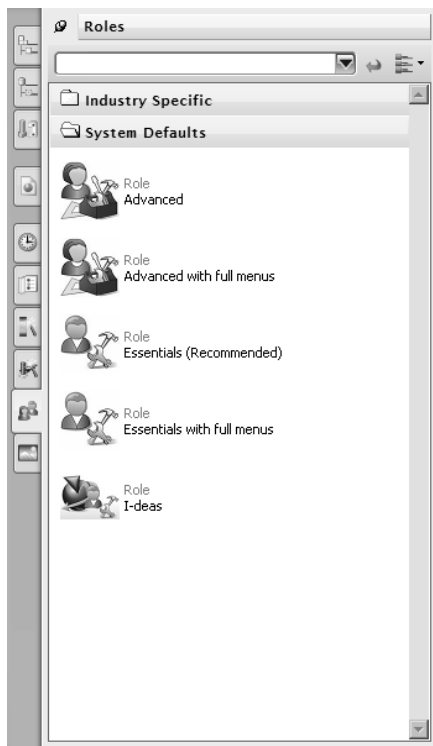 Roles
Industry Specific
System Defaults
Role
Advanced
Role
Advanced with full menus
Role
Essentials (Recommended)
Role
Essentials with full menus
Role
I-deas